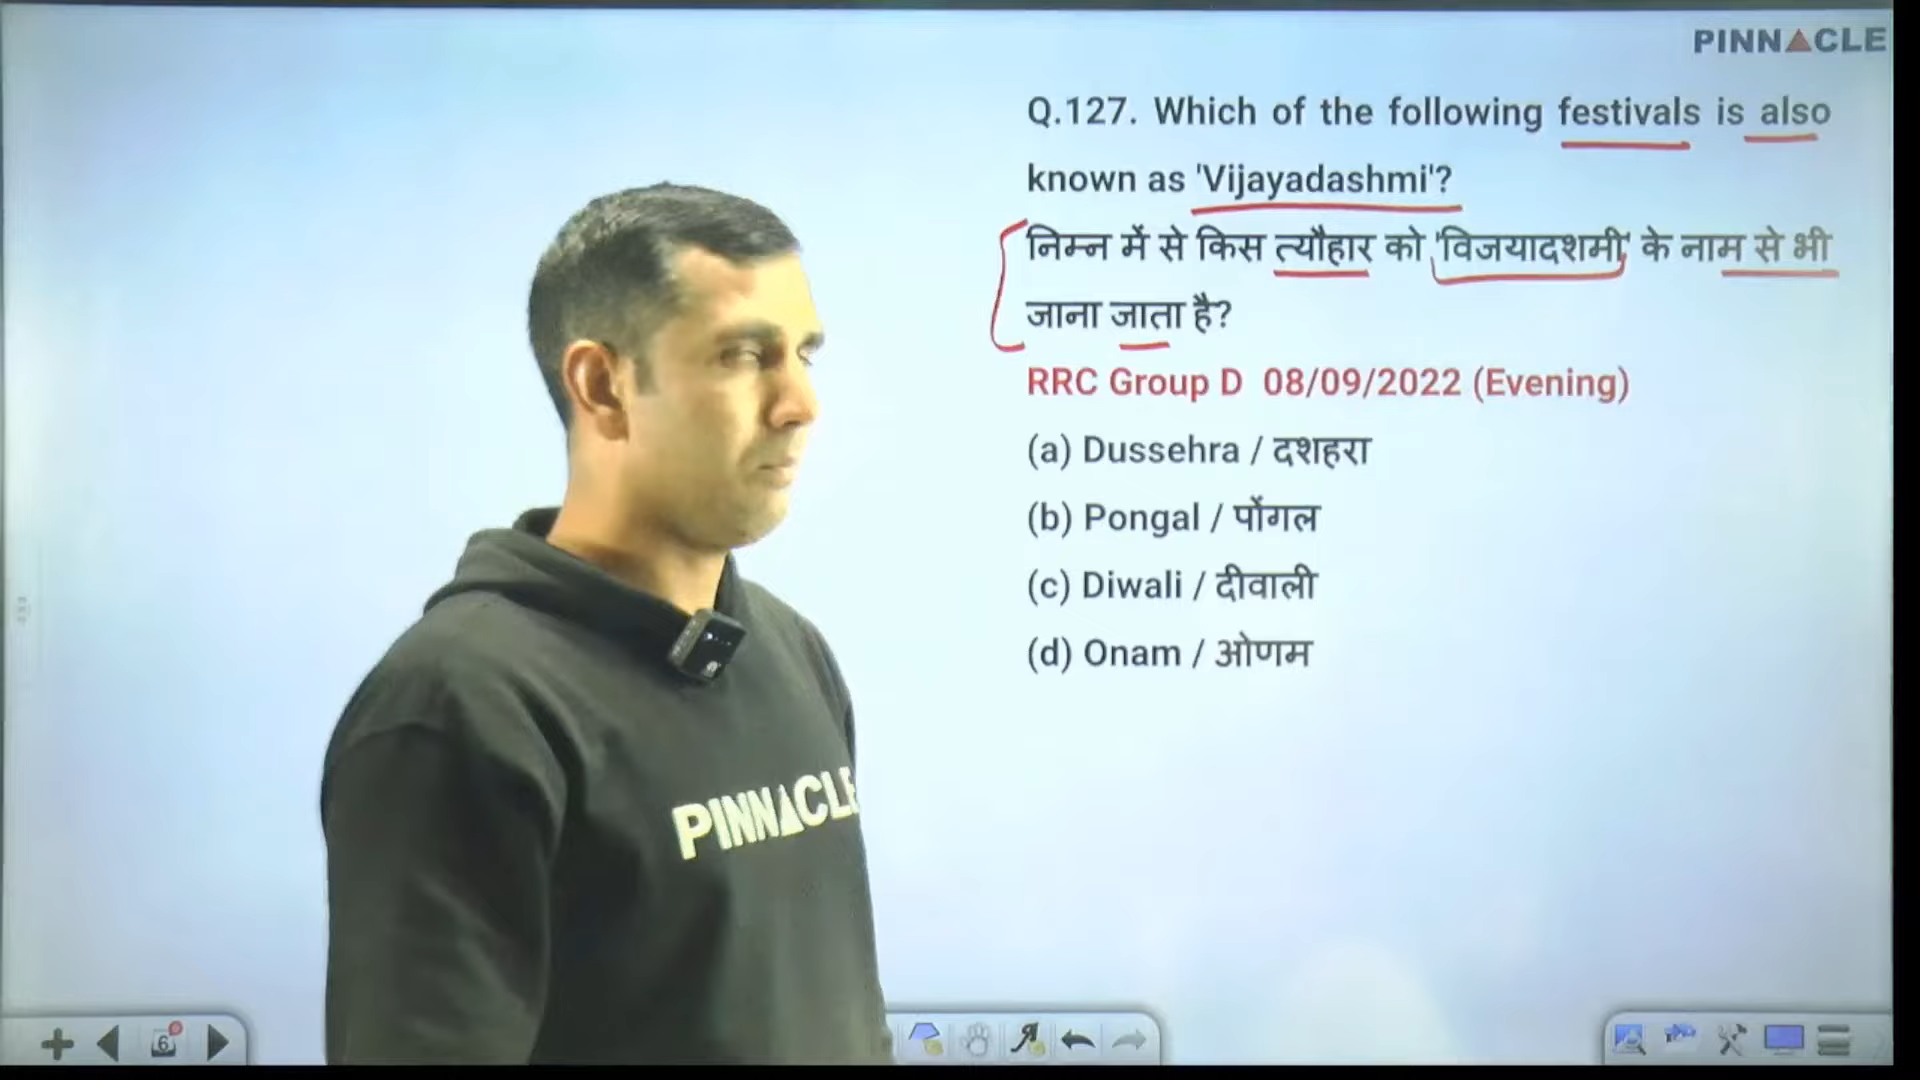 PINNACLE
Q.127. Which of the following festivals is also
known as 'Vijayadashmi'?
निम्न में से किस त्यौहार को 'विजयादशमी' के नाम से भी
जाना जाता है?
RRC Group D 08/09/2022 (Evening)
(a) Dussehra / दशहरा
(b) Pongal / पोंगल
(c) Diwali / दीवाली
(d) Onam / ओणम
PINNACLE
6